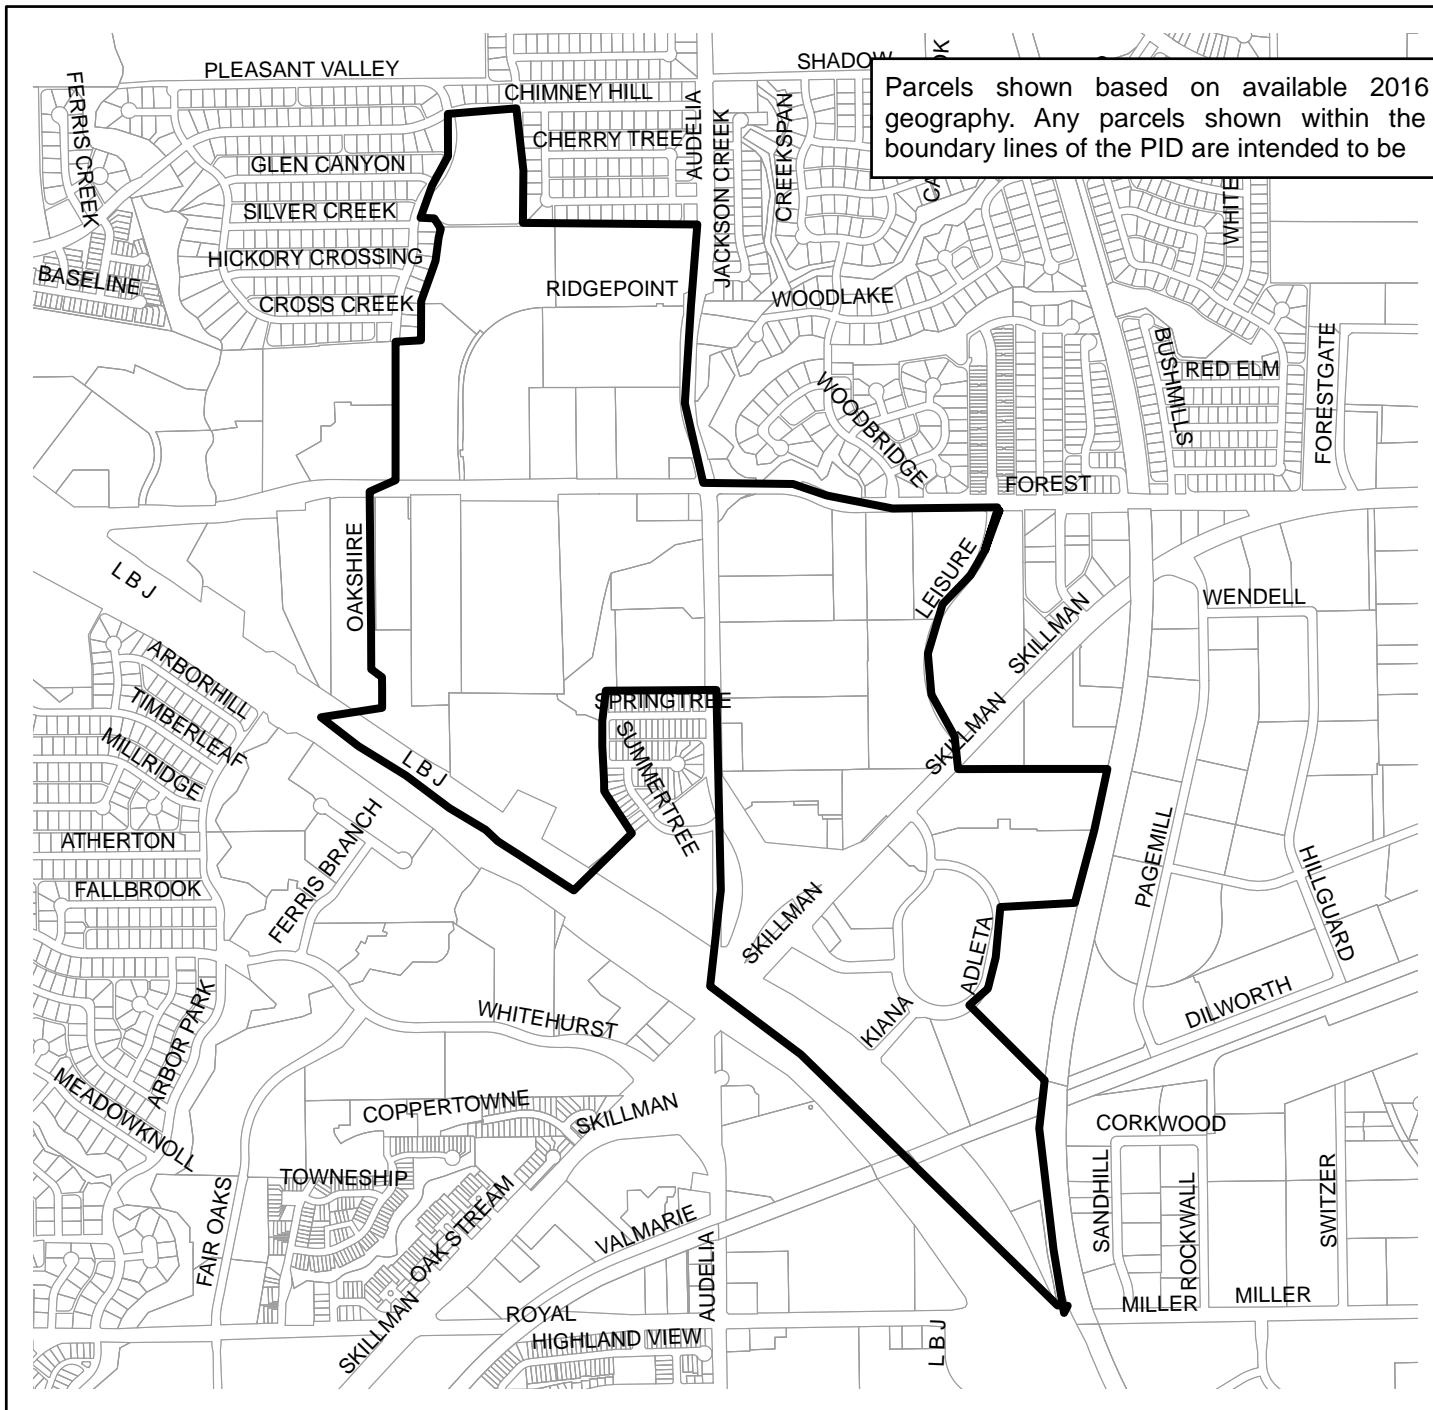 PLEASANT VALLEY
SHADOW
Parcels shown based on available 2016
geography. Any parcels shown within the
boundary lines of the PID are intended to be
FERRIS CREEK
CHIMNEY HILL
AUDELIA
CHERRY TREE
JACKSON CREEK
CREEKSPAN
WHITE
GLEN CANYON
SILVER CREEK
HICKORY CROSSING
BASELINE
CROSS CREEK
RIDGEPOINT
WOODLAKE
BUSHMILLS
RED ELM
FORESTGATE
WOODBRIDGE
FOREST
OAKSHIRE
LEISURE
L B J
WENDELL
SKILLMAN
ARBORHILL
TIMBERLEAF
MILLRIDGE
SPRINGTREE
SUMMERTREE
SKILLMAN
L B J
ATHERTON
FALLBROOK
FERRIS BRANCH
PAGEMILL
HILLGUARD
SKILLMAN
ADLETA
KIANA
DILWORTH
WHITEHURST
ARBOR PARK
MEADOWKNOLL
COPPERTOWNE
SKILLMAN
CORKWOOD
TOWNESHIP
FAIR OAKS
OAK STREAM
VALMARIE
AUDELIA
SANDHILL
ROCKWALL
SWITZER
MILLER
MILLER
ROYAL
SKILLMAN
HIGHLAND VIEW
L B J